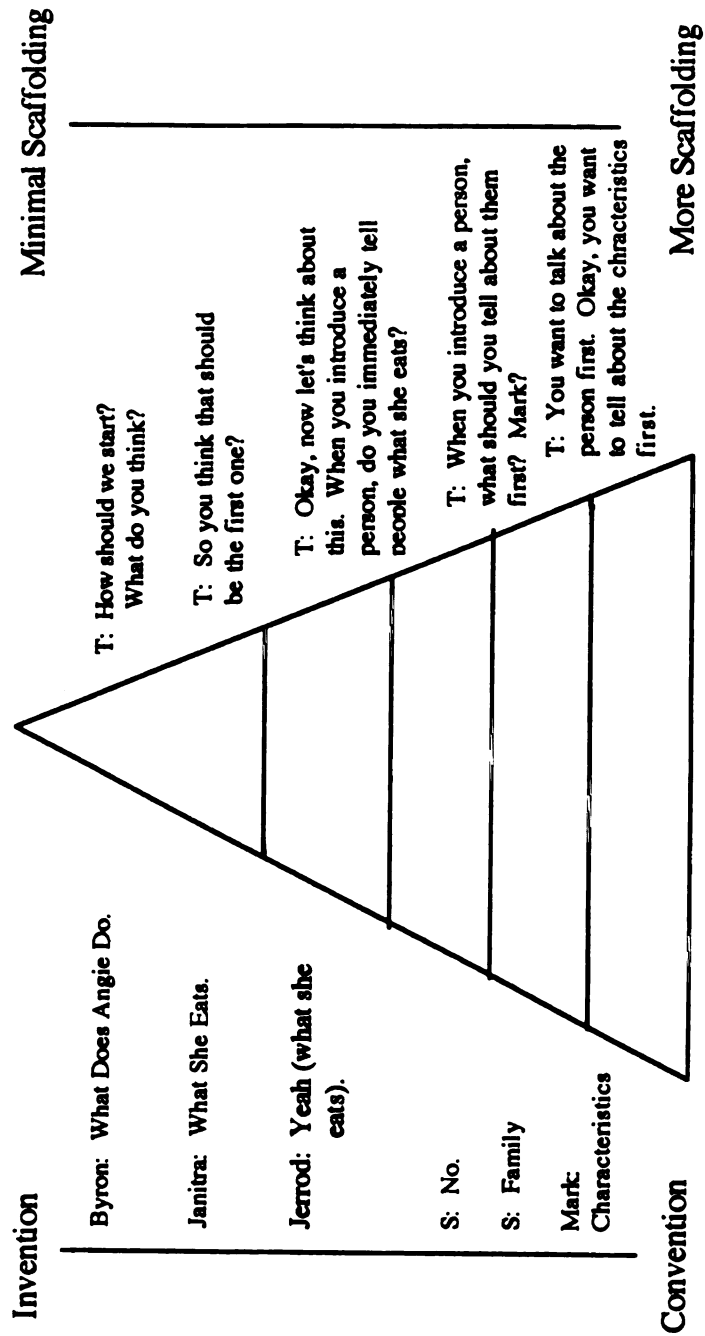 Invention
Minimal Scaffolding
Byron: What Does Angie Do.
Janitra: What She Eats.
Jerrod: Yeah (what she
eats).
S: No.
S: Family
Mark:
Characteristics
T: How should we start?
What do you think?
T: So you think that should
be the first one?
T: Okay, now let's think about
this. When you introduce a
person, do you immediately tell
people what she eats?
T: When you introduce a person,
what should you tell about them
first? Mark?
T: You want to talk about the
person first. Okay, you want
to tell about the chracteristics
first.
Convention
More Scaffolding